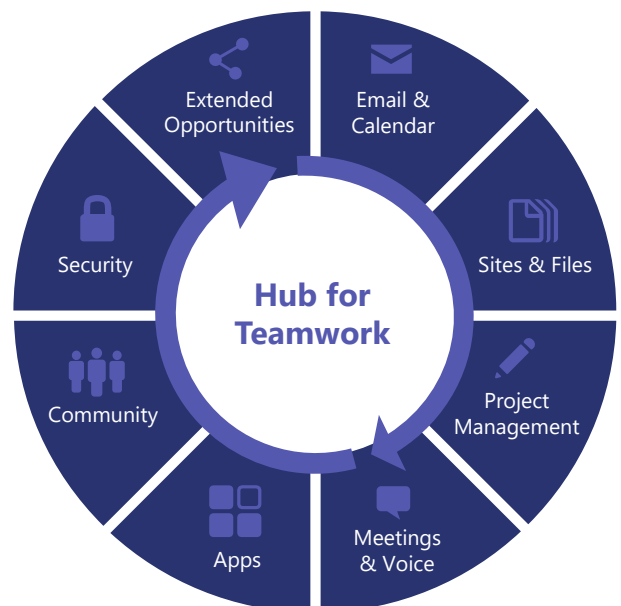 Extended
Opportunities
Email &
Calendar
Security
Sites & Files
Hub for
Teamwork
Community
Project
Management
Apps
Meetings
& Voice